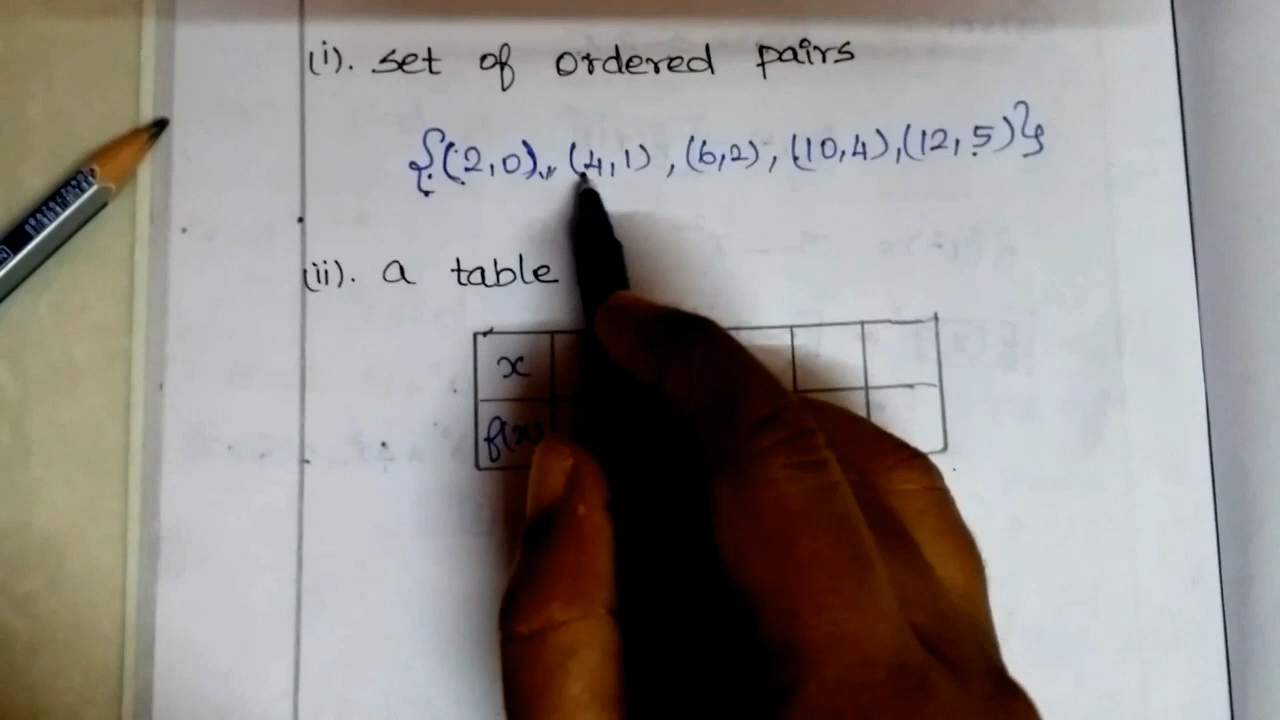 (i). set of ordered pairs
{(2,0), (4,1), (6,2), (10,4), (12,5)}
(ii). a table
x
f(x)